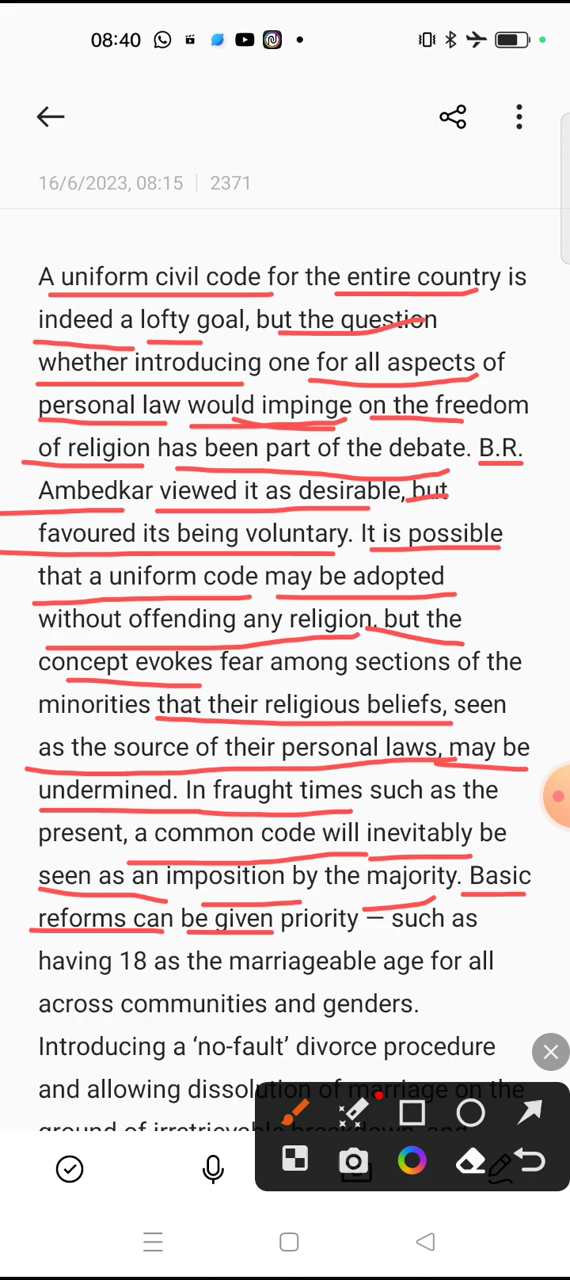 08:40
16/6/2023, 08:15 | 2371
A uniform civil code for the entire country is
indeed a lofty goal, but the question
whether introducing one for all aspects of
personal law would impinge on the freedom
of religion has been part of the debate. B.R.
Ambedkar viewed it as desirable, but
favoured its being voluntary. It is possible
that a uniform code may be adopted
without offending any religion, but the
concept evokes fear among sections of the
minorities that their religious beliefs, seen
as the source of their personal laws, may be
undermined. In fraught times such as the
present, a common code will inevitably be
seen as an imposition by the majority. Basic
reforms can be given priority — such as
having 18 as the marriageable age for all
across communities and genders.
Introducing a ‘no-fault’ divorce procedure
and allowing dissolution of marriage on the
ground of irretrievable breakdown, and